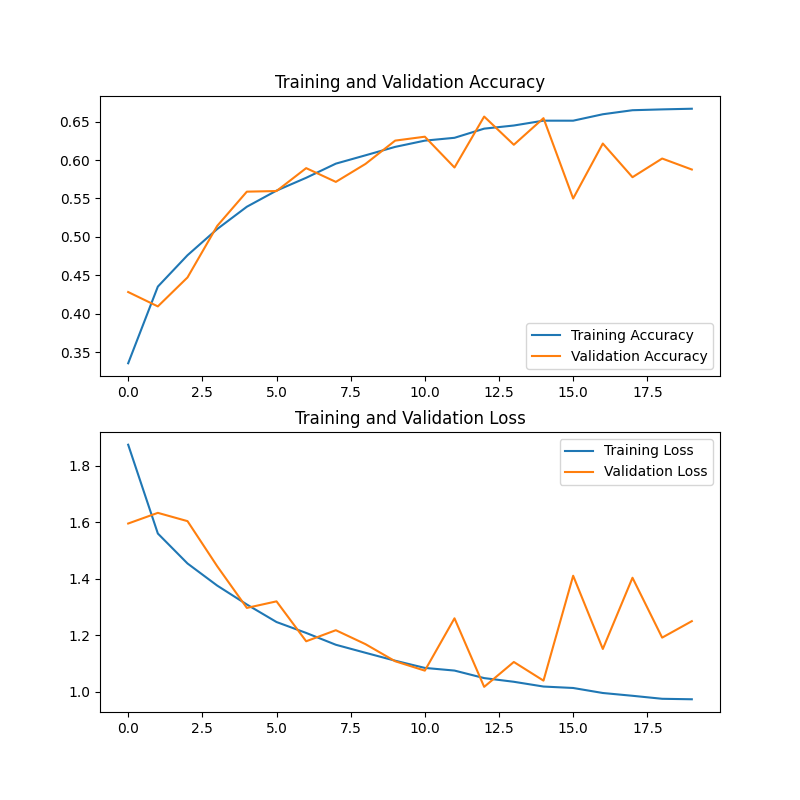 Training and Validation Accuracy
0.65
0.60
0.55
0.50
0.45
0.40
0.35
Training Accuracy
Validation Accuracy
0.0 2.5 5.0 7.5 10.0 12.5 15.0 17.5
Training and Validation Loss
1.8
1.6
1.4
1.2
1.0
Training Loss
Validation Loss
0.0 2.5 5.0 7.5 10.0 12.5 15.0 17.5